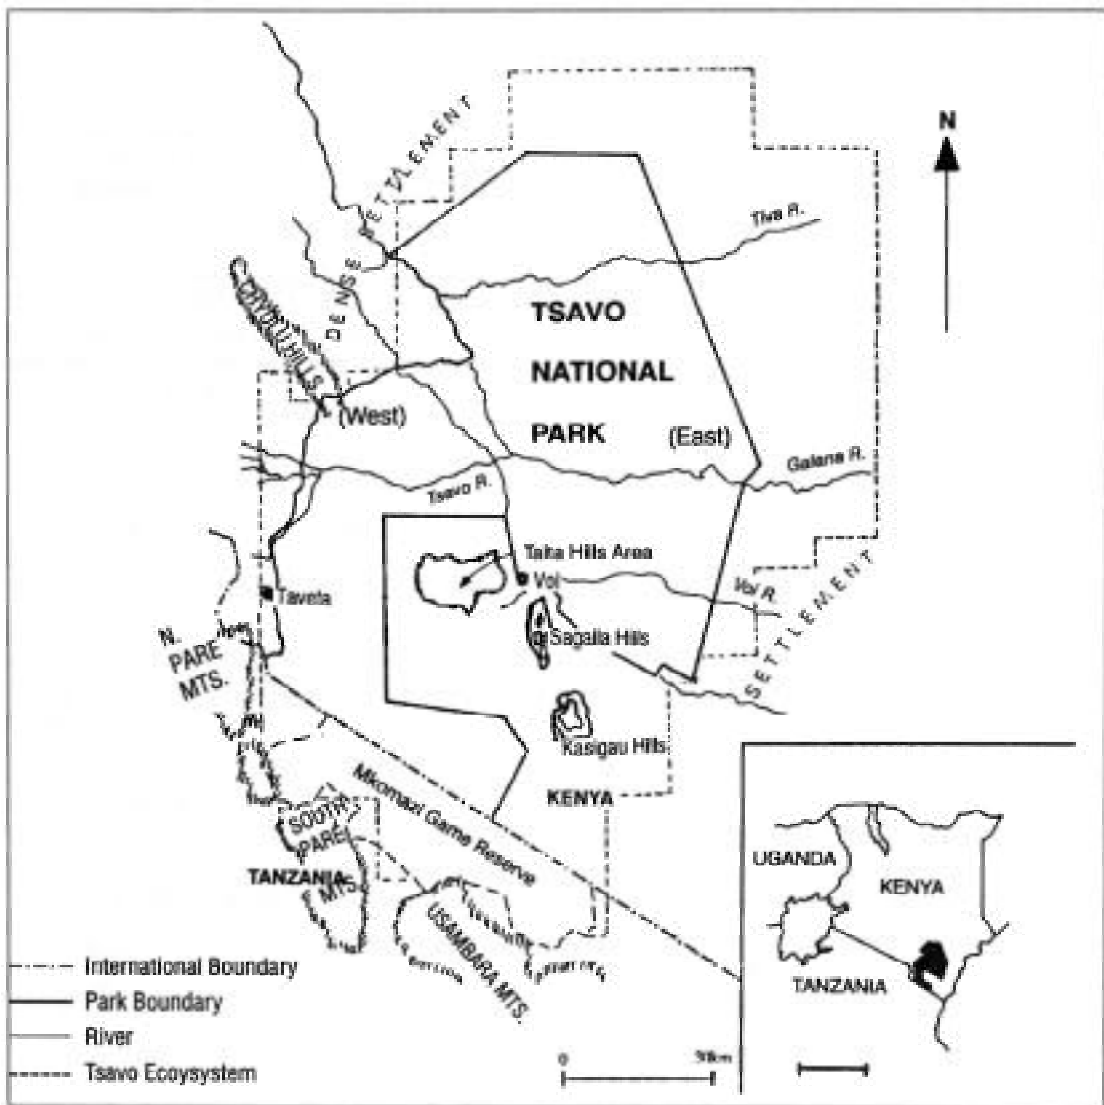 N
DENSE SETTLEMENT
Tiva R.
CHYULU HILLS
TSAVO
NATIONAL
PARK
(East)
(West)
Galana R.
Tsavo R.
Taita Hills Area
Voi
Voi R.
Taveta
SETTLEMENT
Sagalla Hills
N.
PARE
MTS.
Kasigau Hills
KENYA
Mkomazi Game Reserve
SOUTH
PARE
MTS.
TANZANIA
USAMBARA MTS.
UGANDA
KENYA
TANZANIA
International Boundary
Park Boundary
River
Tsavo Ecoysystem
0